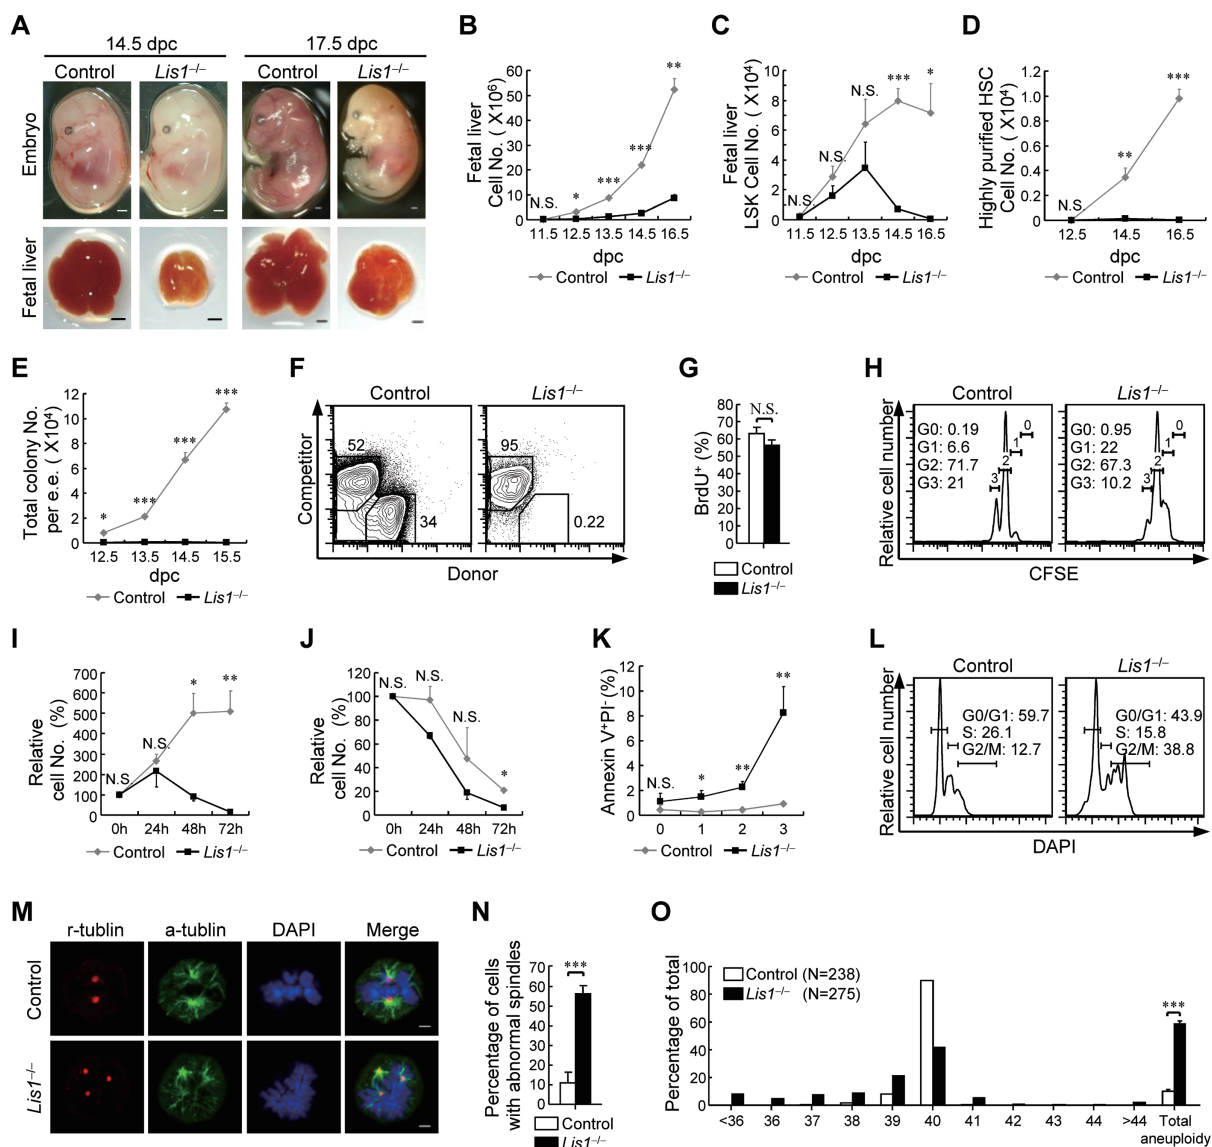 A
14.5 dpc
17.5 dpc
Control
Lis1–/–
Control
Lis1–/–
Embryo
Fetal liver
B
Fetal liver
Cell No. ( X10⁶)
60
50
40
30
20
10
0
N.S.
*
***
***
**
11.5 12.5 13.5 14.5 16.5
dpc
Control Lis1–/–
C
Fetal liver
LSK Cell No. ( X10⁴)
10
8
6
4
2
0
N.S.
N.S.
N.S.
***
*
11.5 12.5 13.5 14.5 16.5
dpc
Control Lis1–/–
D
Highly purified HSC
Cell No. ( X10⁴)
1.2
1.0
0.8
0.6
0.4
0.2
0
N.S.
**
***
12.5 14.5 16.5
dpc
Control Lis1–/–
E
Total colony No.
per e.e. ( X10⁴)
12
10
8
6
4
2
0
*
***
***
***
12.5 13.5 14.5 15.5
dpc
Control Lis1–/–
F
Control
Lis1–/–
Competitor
52
34
95
0.22
Donor
G
BrdU⁺ (%)
80
70
60
50
40
30
20
10
0
N.S.
Control
Lis1–/–
H
Control
Lis1–/–
Relative cell number
G0: 0.19
G1: 6.6
G2: 71.7
G3: 21
0
1
2
3
G0: 0.95
G1: 22
G2: 67.3
G3: 10.2
0
1
2
3
CFSE
I
Relative
cell No. (%)
700
600
500
400
300
200
100
0
N.S.
N.S.
*
**
0h 24h 48h 72h
Control Lis1–/–
J
Relative
cell No. (%)
120
100
80
60
40
20
0
N.S.
N.S.
N.S.
*
0h 24h 48h 72h
Control Lis1–/–
K
Annexin V⁺PI⁻(%)
12
10
8
6
4
2
0
N.S.
*
**
**
0 1 2 3
Control Lis1–/–
L
Control
Lis1–/–
Relative cell number
G0/G1: 59.7
S: 26.1
G2/M: 12.7
G0/G1: 43.9
S: 15.8
G2/M: 38.8
DAPI
M
r-tublin a-tublin DAPI Merge
Control
Lis1–/–
N
Percentage of cells
with abnormal spindles
70
60
50
40
30
20
10
0
***
Control
Lis1–/–
O
Percentage of total
100
80
60
40
20
0
Control (N=238)
Lis1–/– (N=275)
***
<36 36 37 38 39 40 41 42 43 44 >44 Total
aneuploidy